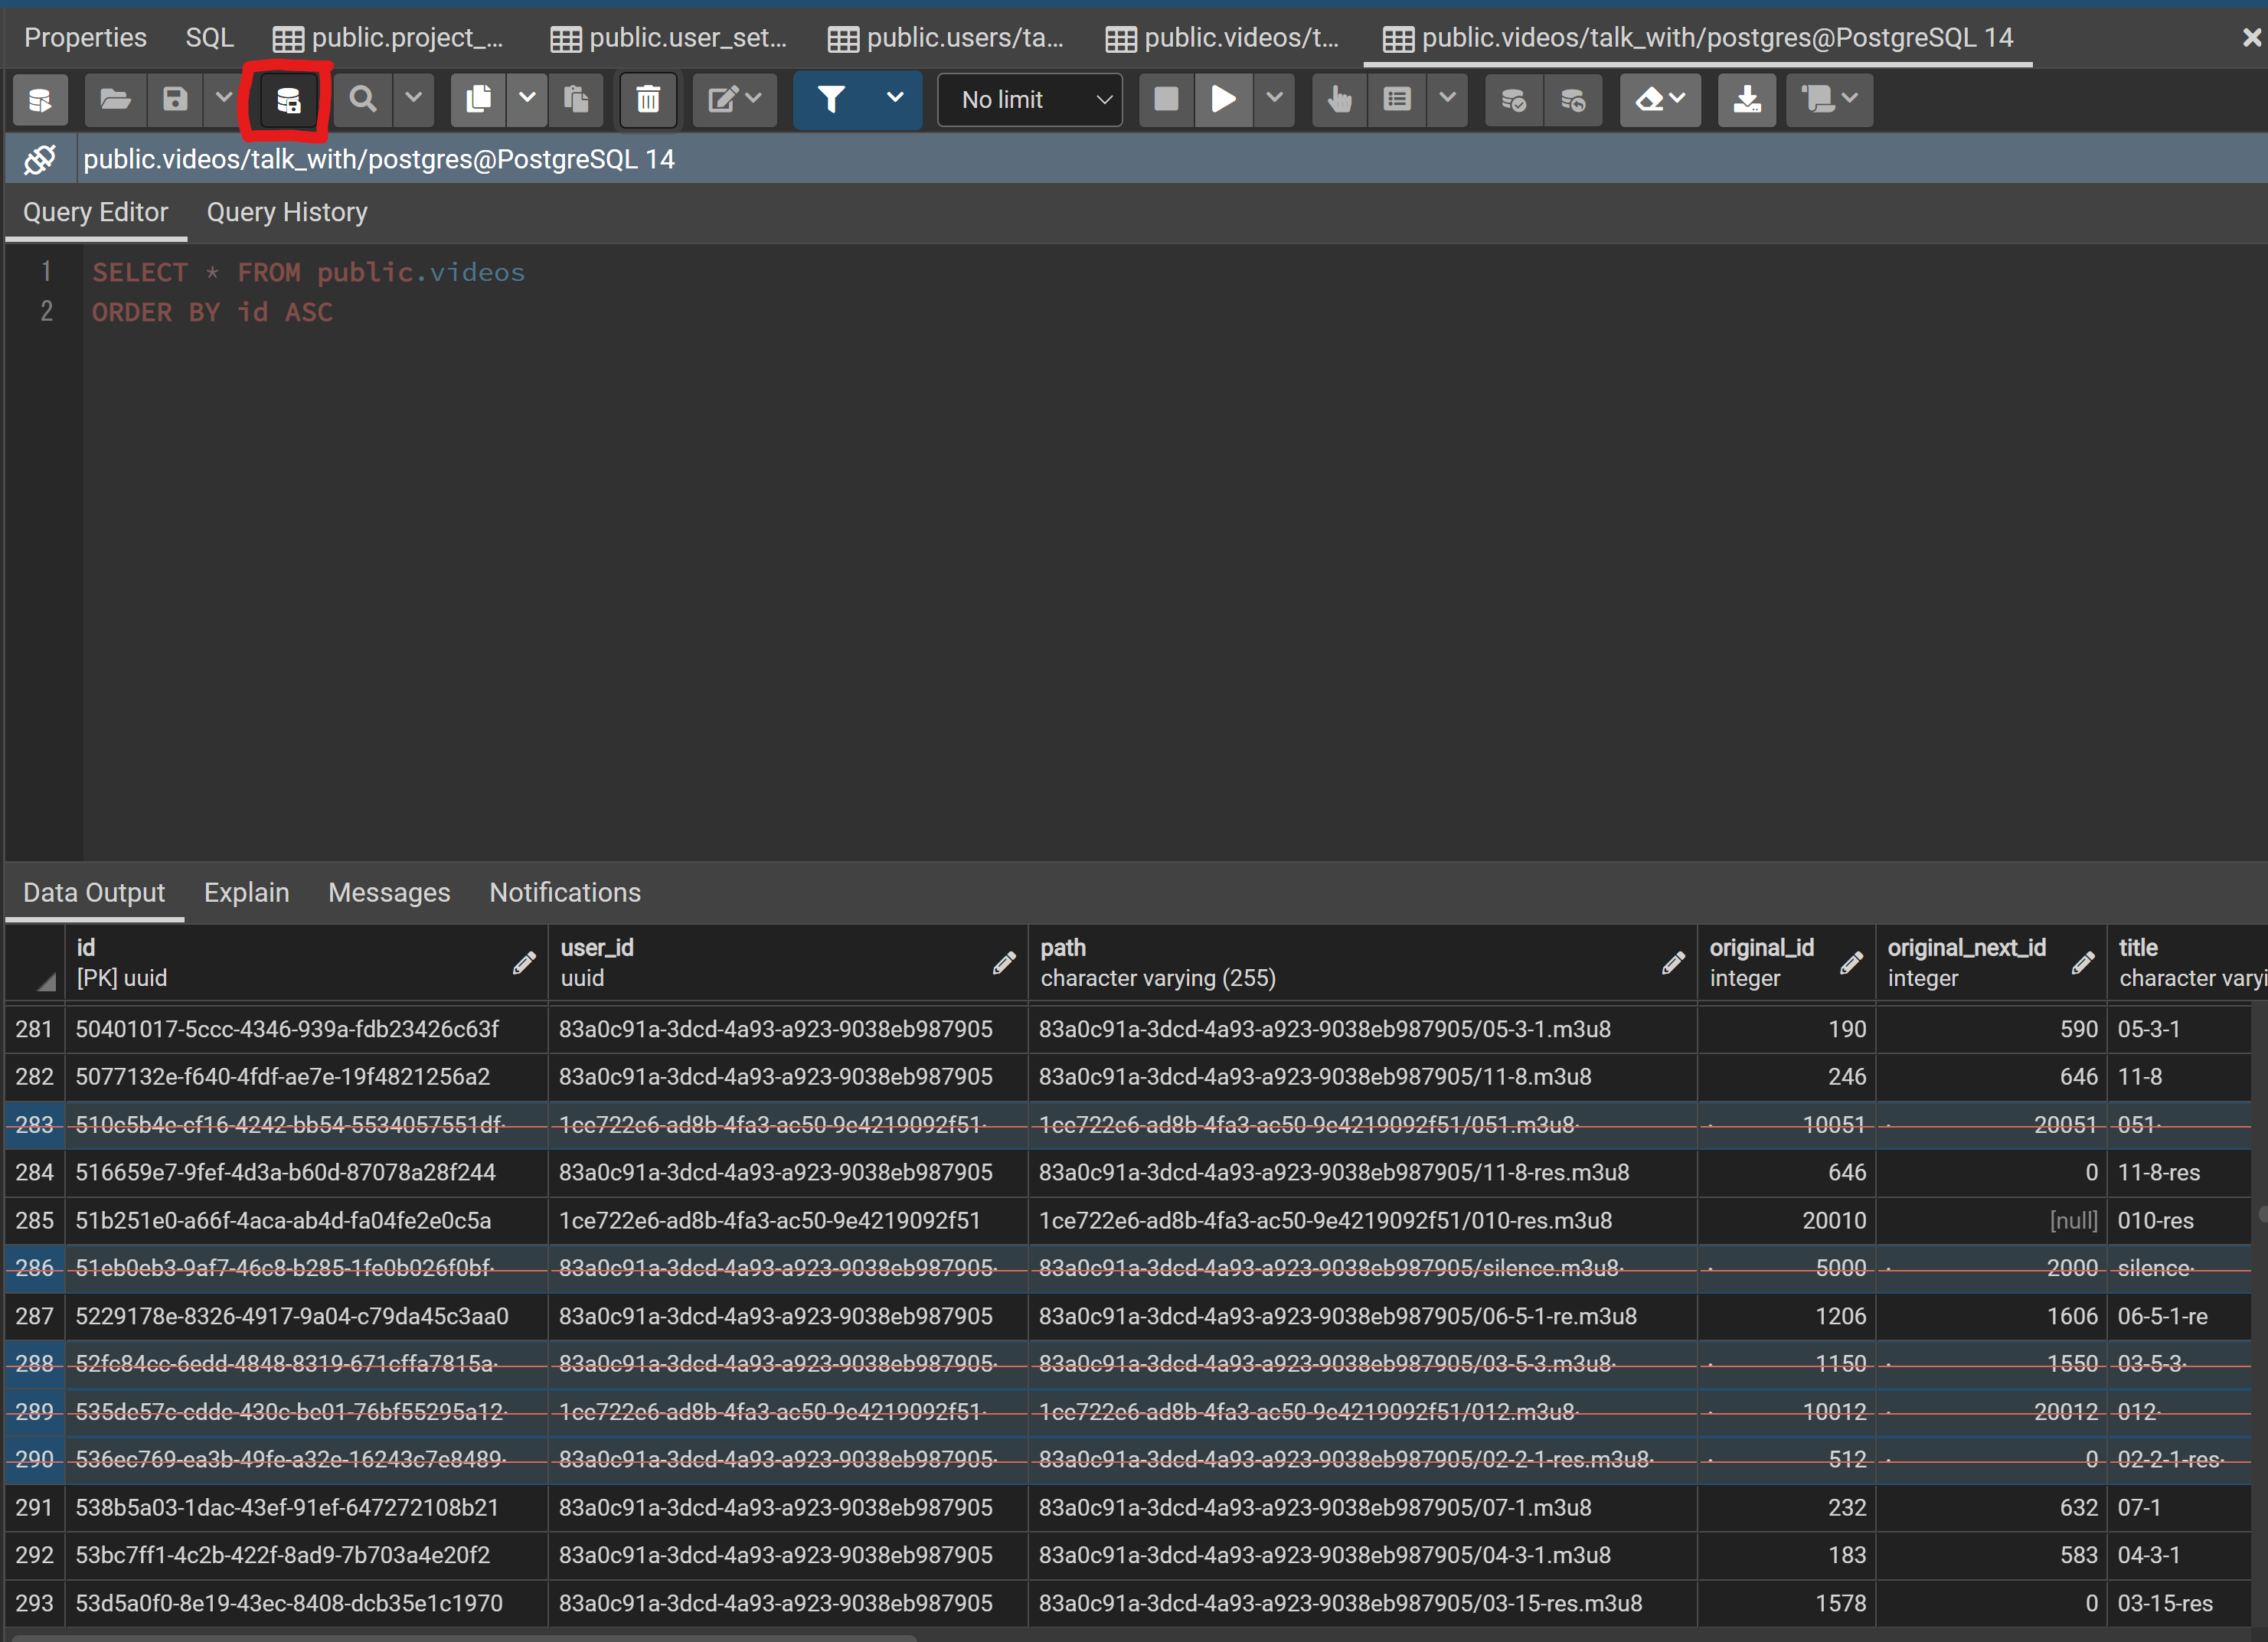 Properties SQL public.project_... public.user_set... public.users/ta... public.videos/t... public.videos/talk_with/postgres@PostgreSQL 14
No limit
public.videos/talk_with/postgres@PostgreSQL 14
Query Editor Query History
1 SELECT * FROM public.videos
2 ORDER BY id ASC
Data Output Explain Messages Notifications
id user_id path original_id original_next_id title
[PK] uuid uuid character varying (255) integer integer character varyi
281 50401017-5ccc-4346-939a-fdb23426c63f 83a0c91a-3dcd-4a93-a923-9038eb987905 83a0c91a-3dcd-4a93-a923-9038eb987905/05-3-1.m3u8 190 590 05-3-1
282 5077132e-f640-4fdf-ae7e-19f4821256a2 83a0c91a-3dcd-4a93-a923-9038eb987905 83a0c91a-3dcd-4a93-a923-9038eb987905/11-8.m3u8 246 646 11-8
283 510c5b4e-cf16-4242-bb54-5534057551df 1ce722e6-ad8b-4fa3-ac50-9e4219092f51 1ce722e6-ad8b-4fa3-ac50-9e4219092f51/051.m3u8 10051 20051 051
284 516659e7-9fef-4d3a-b60d-87078a28f244 83a0c91a-3dcd-4a93-a923-9038eb987905 83a0c91a-3dcd-4a93-a923-9038eb987905/11-8-res.m3u8 646 0 11-8-res
285 51b251e0-a66f-4aca-ab4d-fa04fe2e0c5a 1ce722e6-ad8b-4fa3-ac50-9e4219092f51 1ce722e6-ad8b-4fa3-ac50-9e4219092f51/010-res.m3u8 20010 [null] 010-res
286 51eb0eb3-9af7-46c8-b285-1fe0b026f0bf 83a0c91a-3dcd-4a93-a923-9038eb987905 83a0c91a-3dcd-4a93-a923-9038eb987905/silence.m3u8 5000 2000 silence
287 5229178e-8326-4917-9a04-c79da45c3aa0 83a0c91a-3dcd-4a93-a923-9038eb987905 83a0c91a-3dcd-4a93-a923-9038eb987905/06-5-1-re.m3u8 1206 1606 06-5-1-re
288 52fc84cc-6edd-4848-8319-671cffa7815a 83a0c91a-3dcd-4a93-a923-9038eb987905 83a0c91a-3dcd-4a93-a923-9038eb987905/03-5-3.m3u8 1150 1550 03-5-3
289 535de57c-cddc-430c-be01-76bf55295a12 1ce722e6-ad8b-4fa3-ac50-9e4219092f51 1ce722e6-ad8b-4fa3-ac50-9e4219092f51/012.m3u8 10012 20012 012
290 536ec769-ea3b-49fe-a32e-16243c7e8489 83a0c91a-3dcd-4a93-a923-9038eb987905 83a0c91a-3dcd-4a93-a923-9038eb987905/02-2-1-res.m3u8 512 0 02-2-1-res
291 538b5a03-1dac-43ef-91ef-647272108b21 83a0c91a-3dcd-4a93-a923-9038eb987905 83a0c91a-3dcd-4a93-a923-9038eb987905/07-1.m3u8 232 632 07-1
292 53bc7ff1-4c2b-422f-8ad9-7b703a4e20f2 83a0c91a-3dcd-4a93-a923-9038eb987905 83a0c91a-3dcd-4a93-a923-9038eb987905/04-3-1.m3u8 183 583 04-3-1
293 53d5a0f0-8e19-43ec-8408-dcb35e1c1970 83a0c91a-3dcd-4a93-a923-9038eb987905 83a0c91a-3dcd-4a93-a923-9038eb987905/03-15-res.m3u8 1578 0 03-15-res